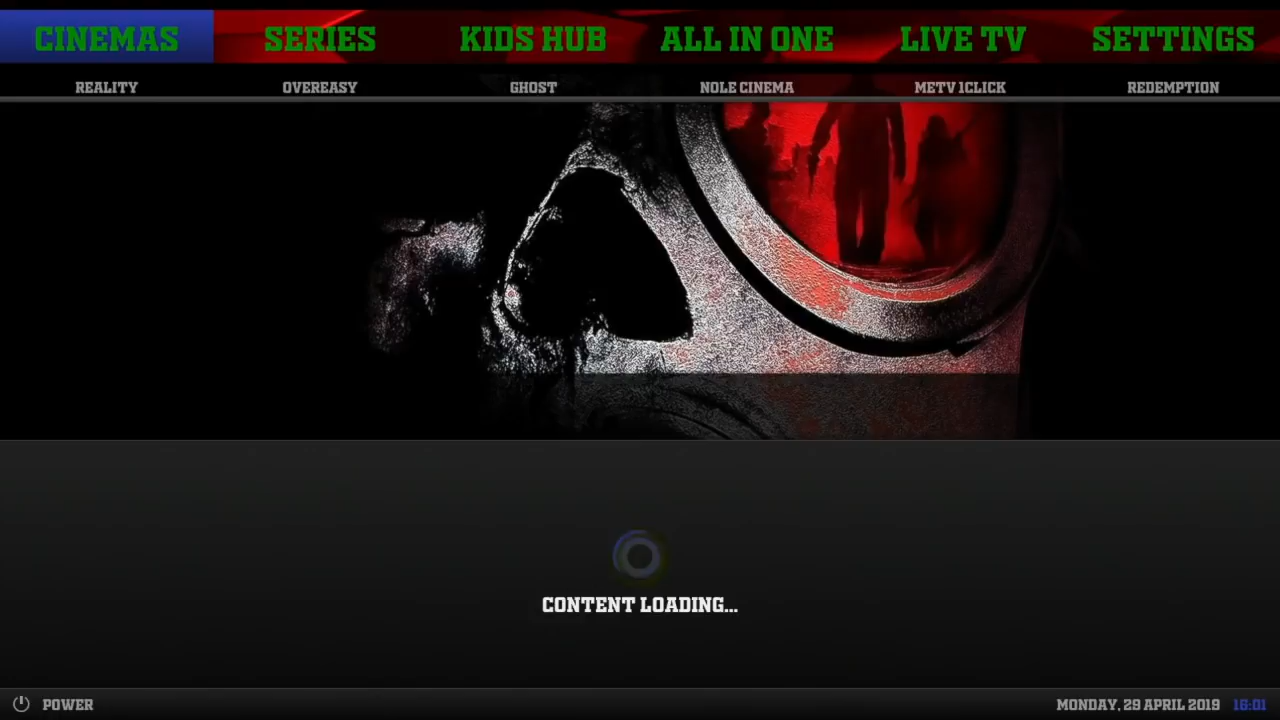 CINEMAS SERIES KIDS HUB ALL IN ONE LIVE TV SETTINGS
REALITY OVEREASY GHOST NOLE CINEMA METV 1CLICK REDEMPTION
CONTENT LOADING...
POWER MONDAY, 29 APRIL 2019 16:01